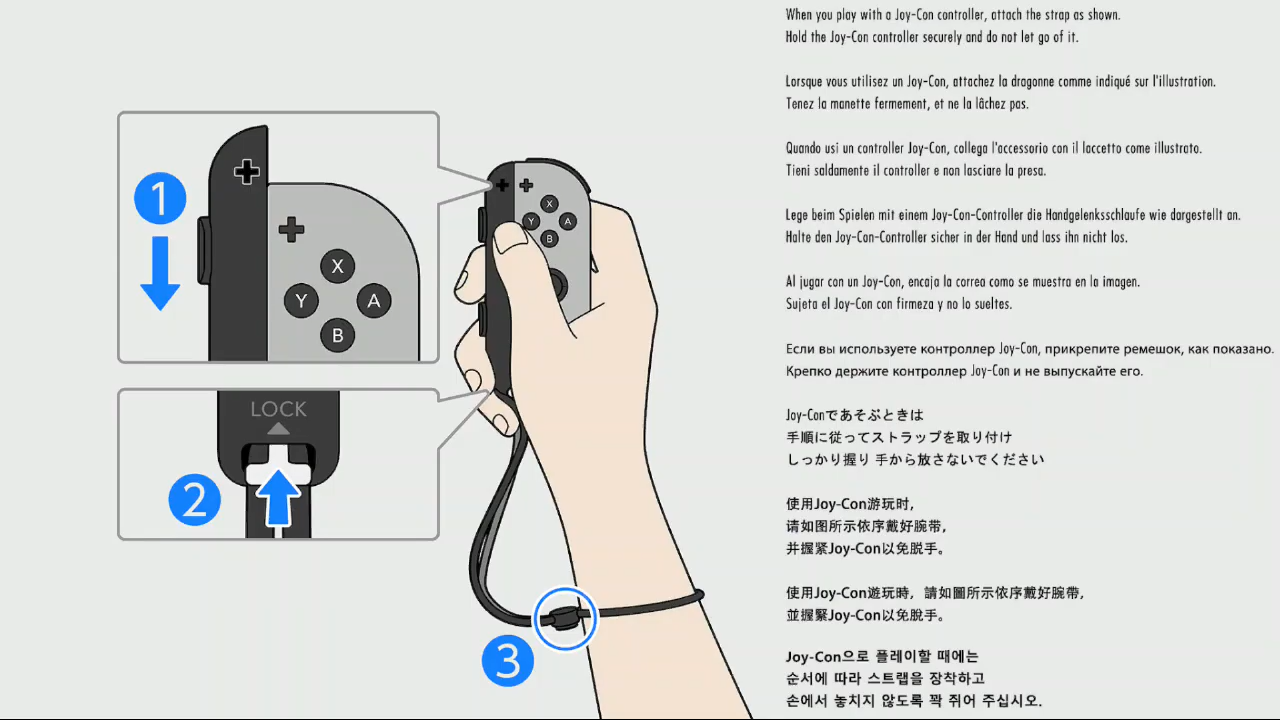 When you play with a Joy-Con controller, attach the strap as shown.
Hold the Joy-Con controller securely and do not let go of it.
Lorsque vous utilisez un Joy-Con, attachez la dragonne comme indiqué sur l'illustration.
Tenez la manette fermement, et ne la lâchez pas.
Quando usi un controller Joy-Con, collega l'accessorio con il laccetto come illustrato.
Tieni saldamente il controller e non lasciare la presa.
Lege beim Spielen mit einem Joy-Con-Controller die Handgelenksschlaufe wie dargestellt an.
Halte den Joy-Con-Controller sicher in der Hand und lass ihn nicht los.
Al jugar con un Joy-Con, encaja la correa como se muestra en la imagen.
Sujeta el Joy-Con con firmeza y no lo sueltes.
Если вы используете контроллер Joy-Con, прикрепите ремешок, как показано.
Крепко держите контроллер Joy-Con и не выпускайте его.
Joy-Conであそぶときは
手順に従ってストラップを取り付け
しっかり握り 手から放さないでください
使用Joy-Con游玩时,
请如图所示依序戴好腕带,
并握紧Joy-Con以免脱手。
使用Joy-Con遊玩時, 請如圖所示依序戴好腕帶,
並握緊Joy-Con以免脫手。
Joy-Con으로 플레이할 때에는
순서에 따라 스트랩을 장착하고
손에서 놓치지 않도록 꽉 쥐어 주십시오.
1
X
Y
A
B
LOCK
2
X
Y
A
B
3